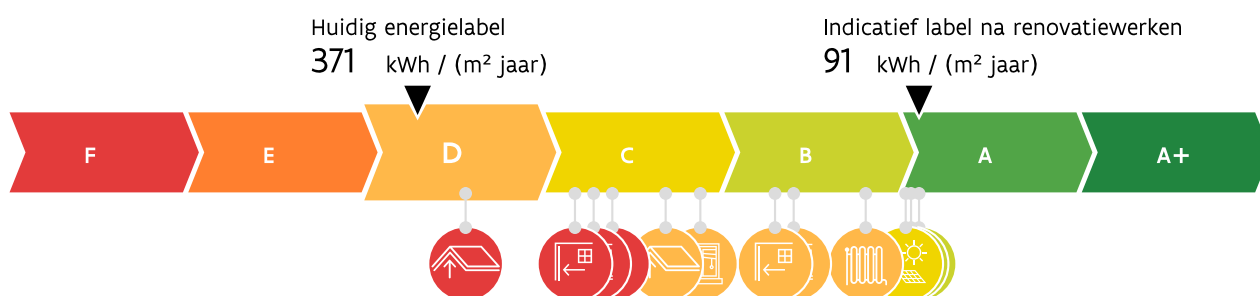 Huidig energielabel
371 kWh / (m² jaar)
Indicatief label na renovatiewerken
91 kWh / (m² jaar)
F E D C B A A+